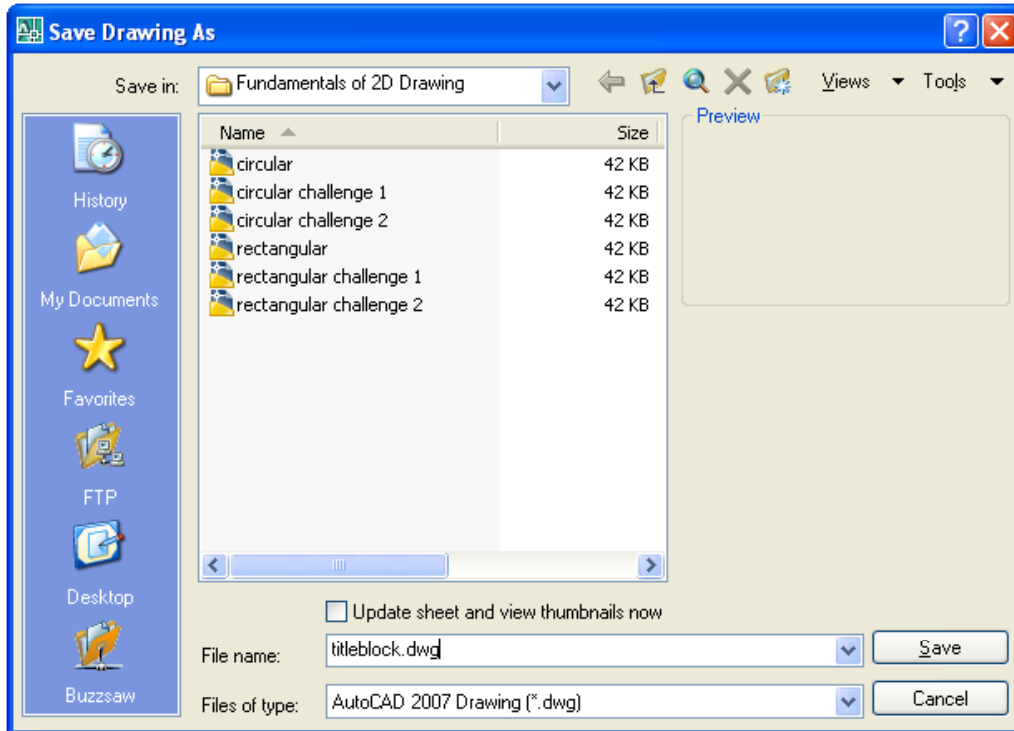 Save Drawing As
Save in: Fundamentals of 2D Drawing Views Tools
History
My Documents
Favorites
FTP
Desktop
Buzzsaw
Name Size
circular 42 KB
circular challenge 1 42 KB
circular challenge 2 42 KB
rectangular 42 KB
rectangular challenge 1 42 KB
rectangular challenge 2 42 KB
Preview
Update sheet and view thumbnails now
File name: titleblock.dwg Save
Files of type: AutoCAD 2007 Drawing (*.dwg) Cancel